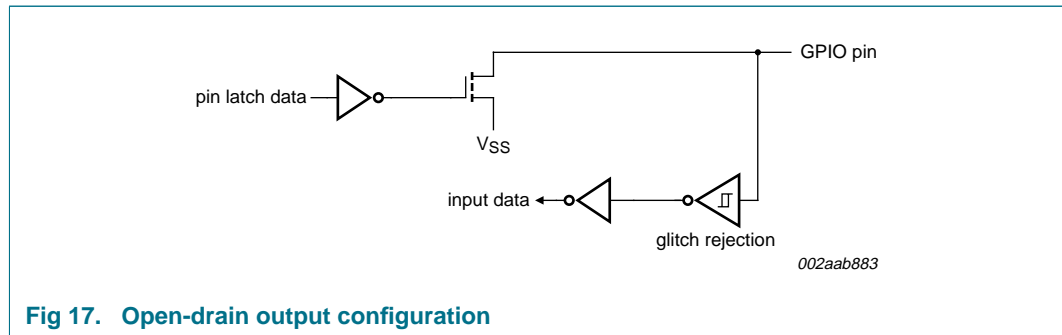 GPIO pin
pin latch data
VSS
input data
glitch rejection
002aab883
Fig 17. Open-drain output configuration